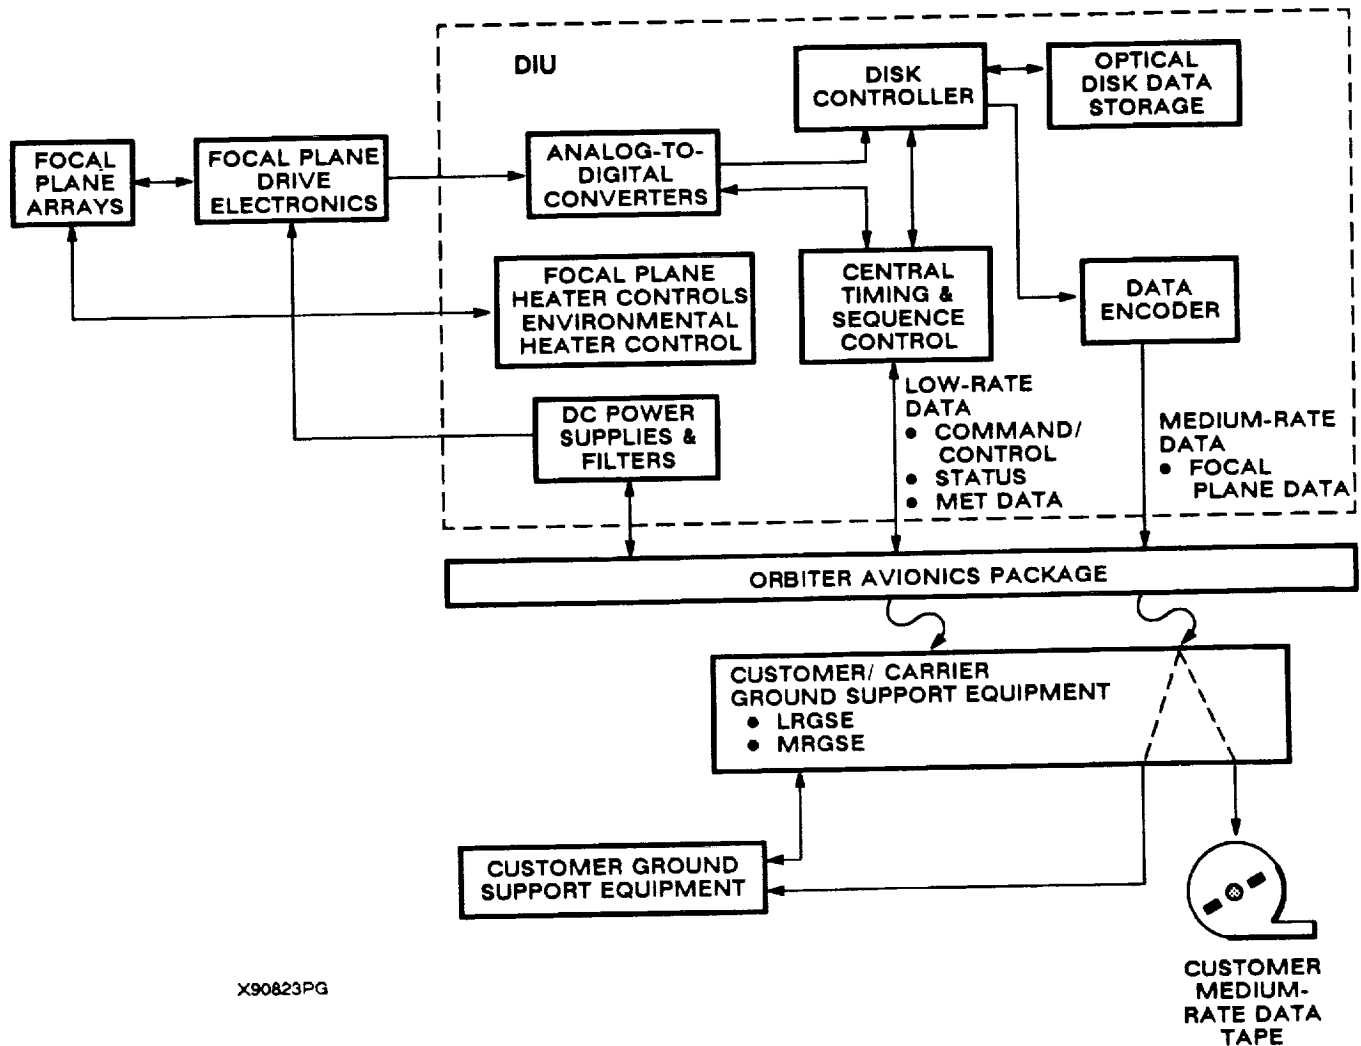 DIU
DISK
CONTROLLER
OPTICAL
DISK DATA
STORAGE
FOCAL
PLANE
ARRAYS
FOCAL PLANE
DRIVE
ELECTRONICS
ANALOG-TO-
DIGITAL
CONVERTERS
FOCAL PLANE
HEATER CONTROLS
ENVIRONMENTAL
HEATER CONTROL
CENTRAL
TIMING &
SEQUENCE
CONTROL
DATA
ENCODER
DC POWER
SUPPLIES &
FILTERS
LOW-RATE
DATA
• COMMAND/
CONTROL
• STATUS
• MET DATA
MEDIUM-RATE
DATA
• FOCAL
PLANE DATA
ORBITER AVIONICS PACKAGE
CUSTOMER/ CARRIER
GROUND SUPPORT EQUIPMENT
• LRGSE
• MRGSE
CUSTOMER GROUND
SUPPORT EQUIPMENT
CUSTOMER
MEDIUM-
RATE DATA
TAPE
X90823PG